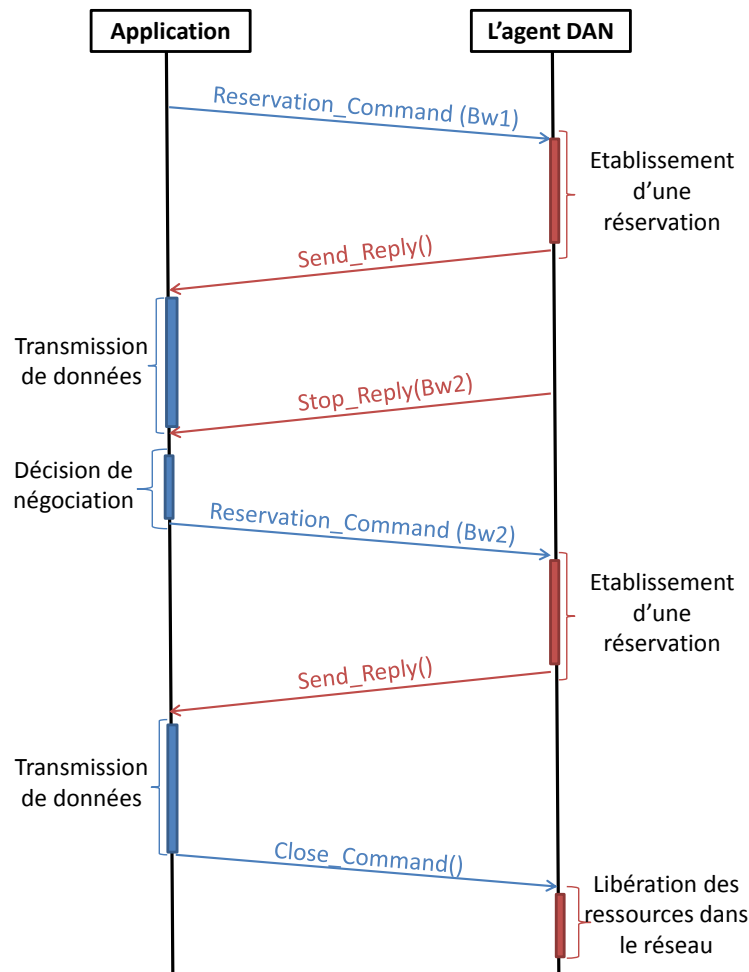 Application
L'agent DAN
Reservation_Command (Bw1)
Etablissement
d'une
réservation
Send_Reply()
Transmission
de données
Stop_Reply(Bw2)
Décision de
négociation
Reservation_Command (Bw2)
Etablissement
d'une
réservation
Send_Reply()
Transmission
de données
Close_Command()
Libération des
ressources dans
le réseau